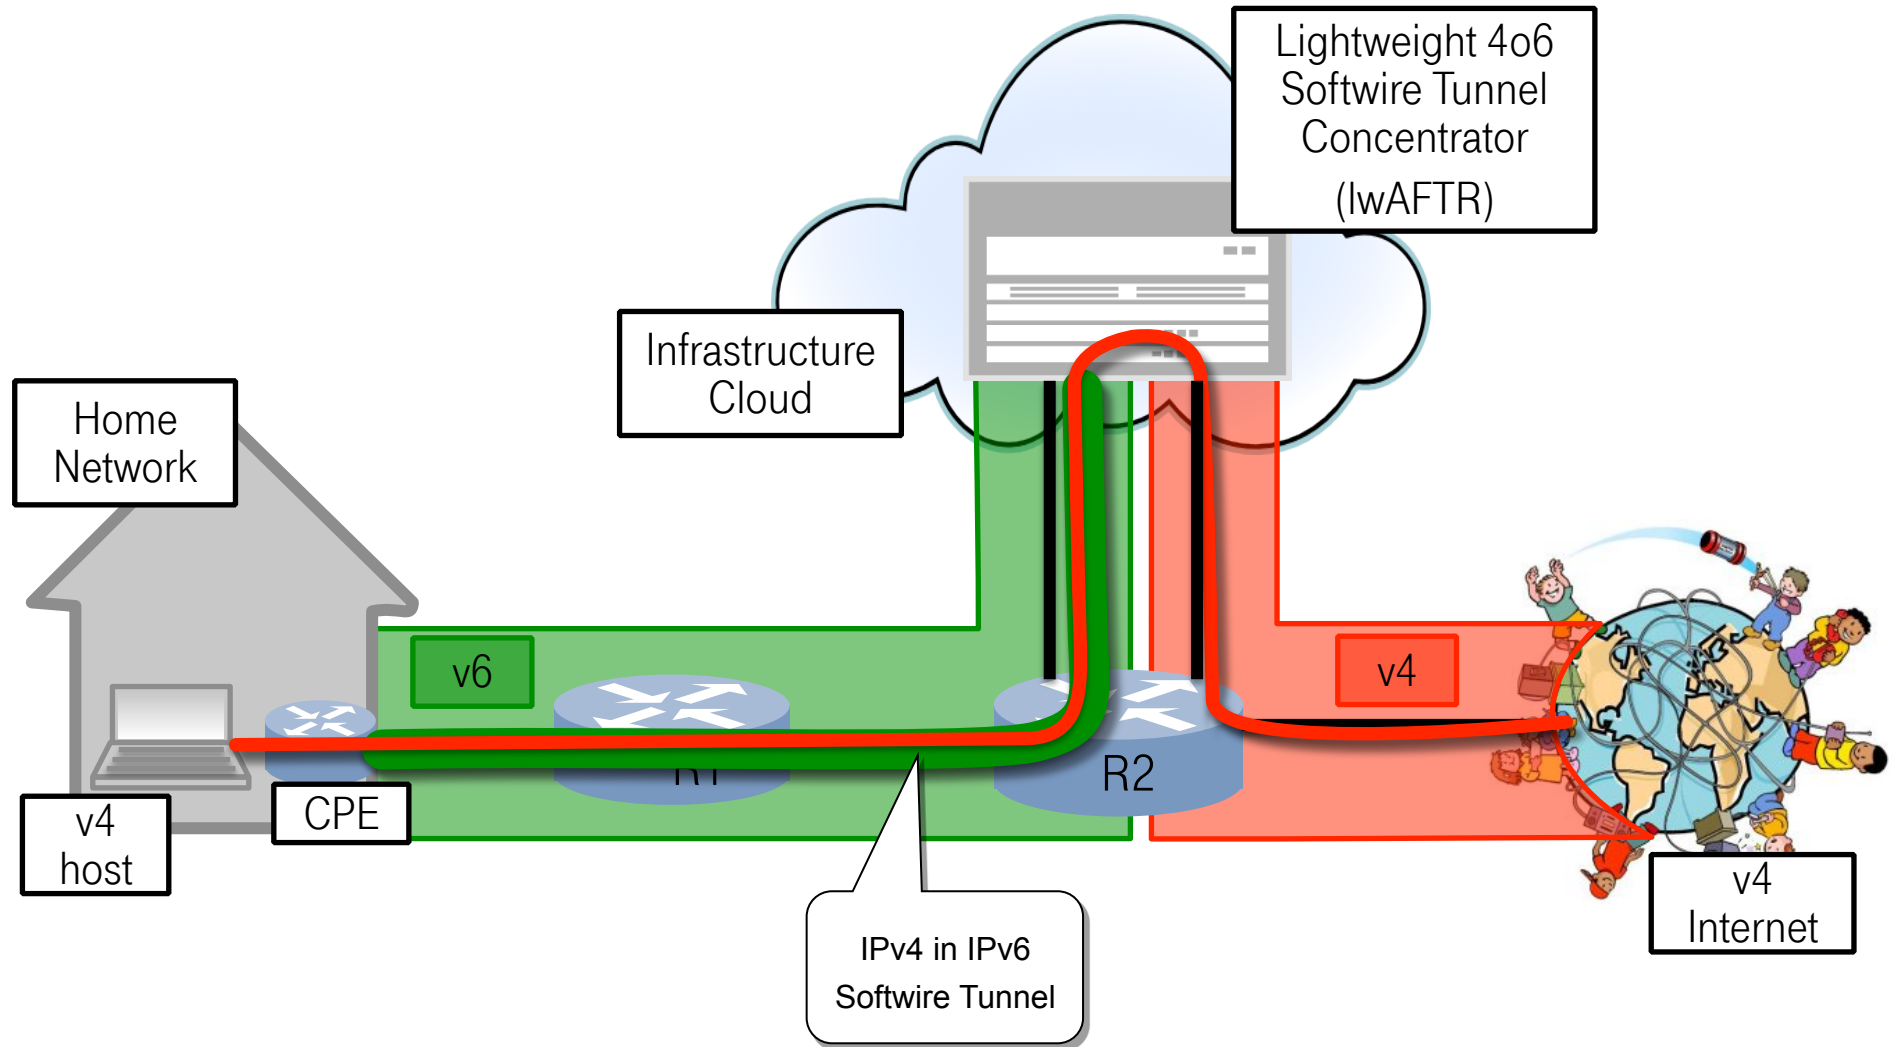 Lightweight 4o6
Softwire Tunnel
Concentrator
(lwAFTR)
Infrastructure
Cloud
Home
Network
v6
v4
R1
R2
CPE
v4
host
v4
Internet
IPv4 in IPv6
Softwire Tunnel